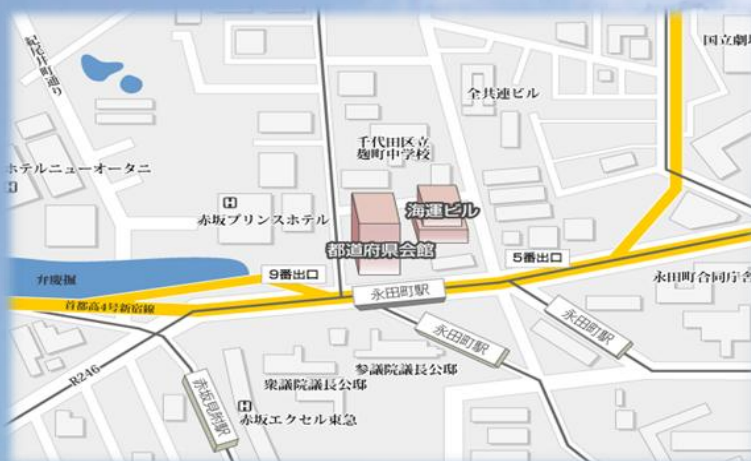 紀尾井町通り
国立劇場
全共連ビル
千代田区立
麹町中学校
ホテルニューオータニ
H
H
赤坂プリンスホテル
海運ビル
都道府県会館
弁慶掘
9番出口
5番出口
永田町合同庁舎
首都高4号新宿線
永田町駅
永田町駅
永田町駅
R246
衆議院議長公邸
参議院議長公邸
赤坂見附駅
H
赤坂エクセル東急